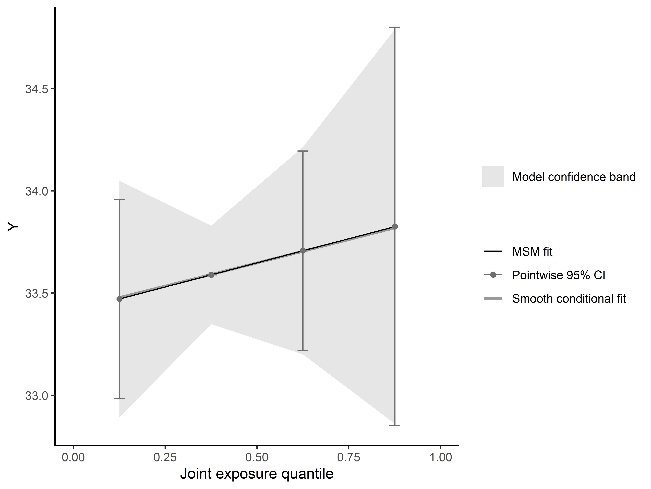 34.5
34.0
33.5
33.0
Y
0.00 0.25 0.50 0.75 1.00
Joint exposure quantile
Model confidence band
MSM fit
Pointwise 95% CI
Smooth conditional fit